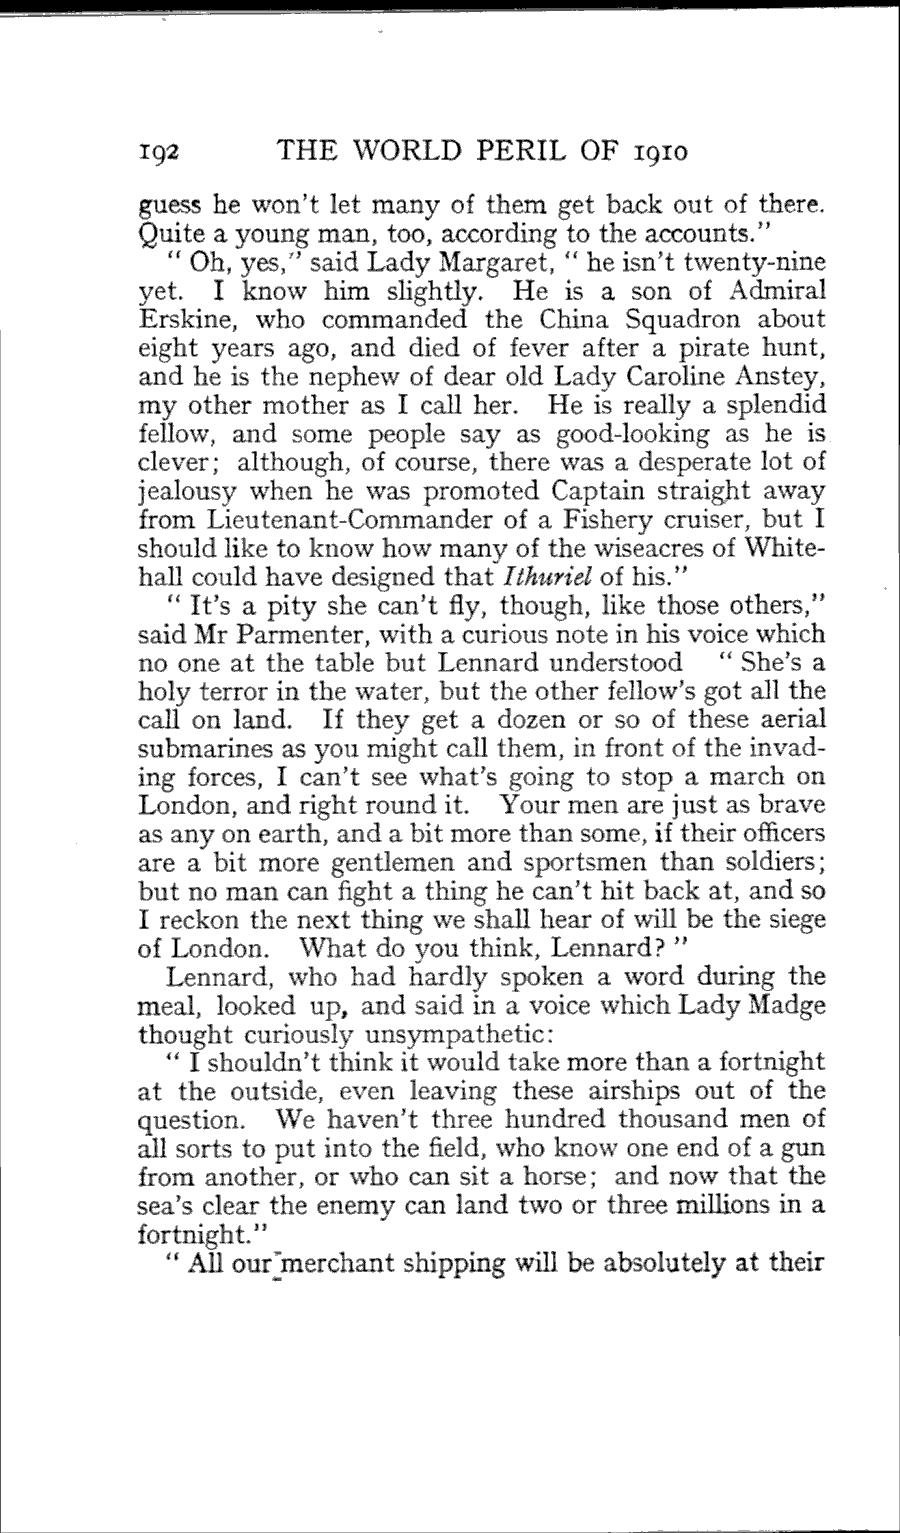 192 THE WORLD PERIL OF 1910
guess he won't let many of them get back out of there.
Quite a young man, too, according to the accounts."
" Oh, yes," said Lady Margaret, " he isn't twenty-nine
yet. I know him slightly. He is a son of Admiral
Erskine, who commanded the China Squadron about
eight years ago, and died of fever after a pirate hunt,
and he is the nephew of dear old Lady Caroline Anstey,
my other mother as I call her. He is really a splendid
fellow, and some people say as good-looking as he is
clever; although, of course, there was a desperate lot of
jealousy when he was promoted Captain straight away
from Lieutenant-Commander of a Fishery cruiser, but I
should like to know how many of the wiseacres of White-
hall could have designed that Ithuriel of his."
" It's a pity she can't fly, though, like those others,"
said Mr Parmenter, with a curious note in his voice which
no one at the table but Lennard understood " She's a
holy terror in the water, but the other fellow's got all the
call on land. If they get a dozen or so of these aerial
submarines as you might call them, in front of the invad-
ing forces, I can't see what's going to stop a march on
London, and right round it. Your men are just as brave
as any on earth, and a bit more than some, if their officers
are a bit more gentlemen and sportsmen than soldiers;
but no man can fight a thing he can't hit back at, and so
I reckon the next thing we shall hear of will be the siege
of London. What do you think, Lennard? "
Lennard, who had hardly spoken a word during the
meal, looked up, and said in a voice which Lady Madge
thought curiously unsympathetic:
" I shouldn't think it would take more than a fortnight
at the outside, even leaving these airships out of the
question. We haven't three hundred thousand men of
all sorts to put into the field, who know one end of a gun
from another, or who can sit a horse; and now that the
sea's clear the enemy can land two or three millions in a
fortnight."
" All our merchant shipping will be absolutely at their